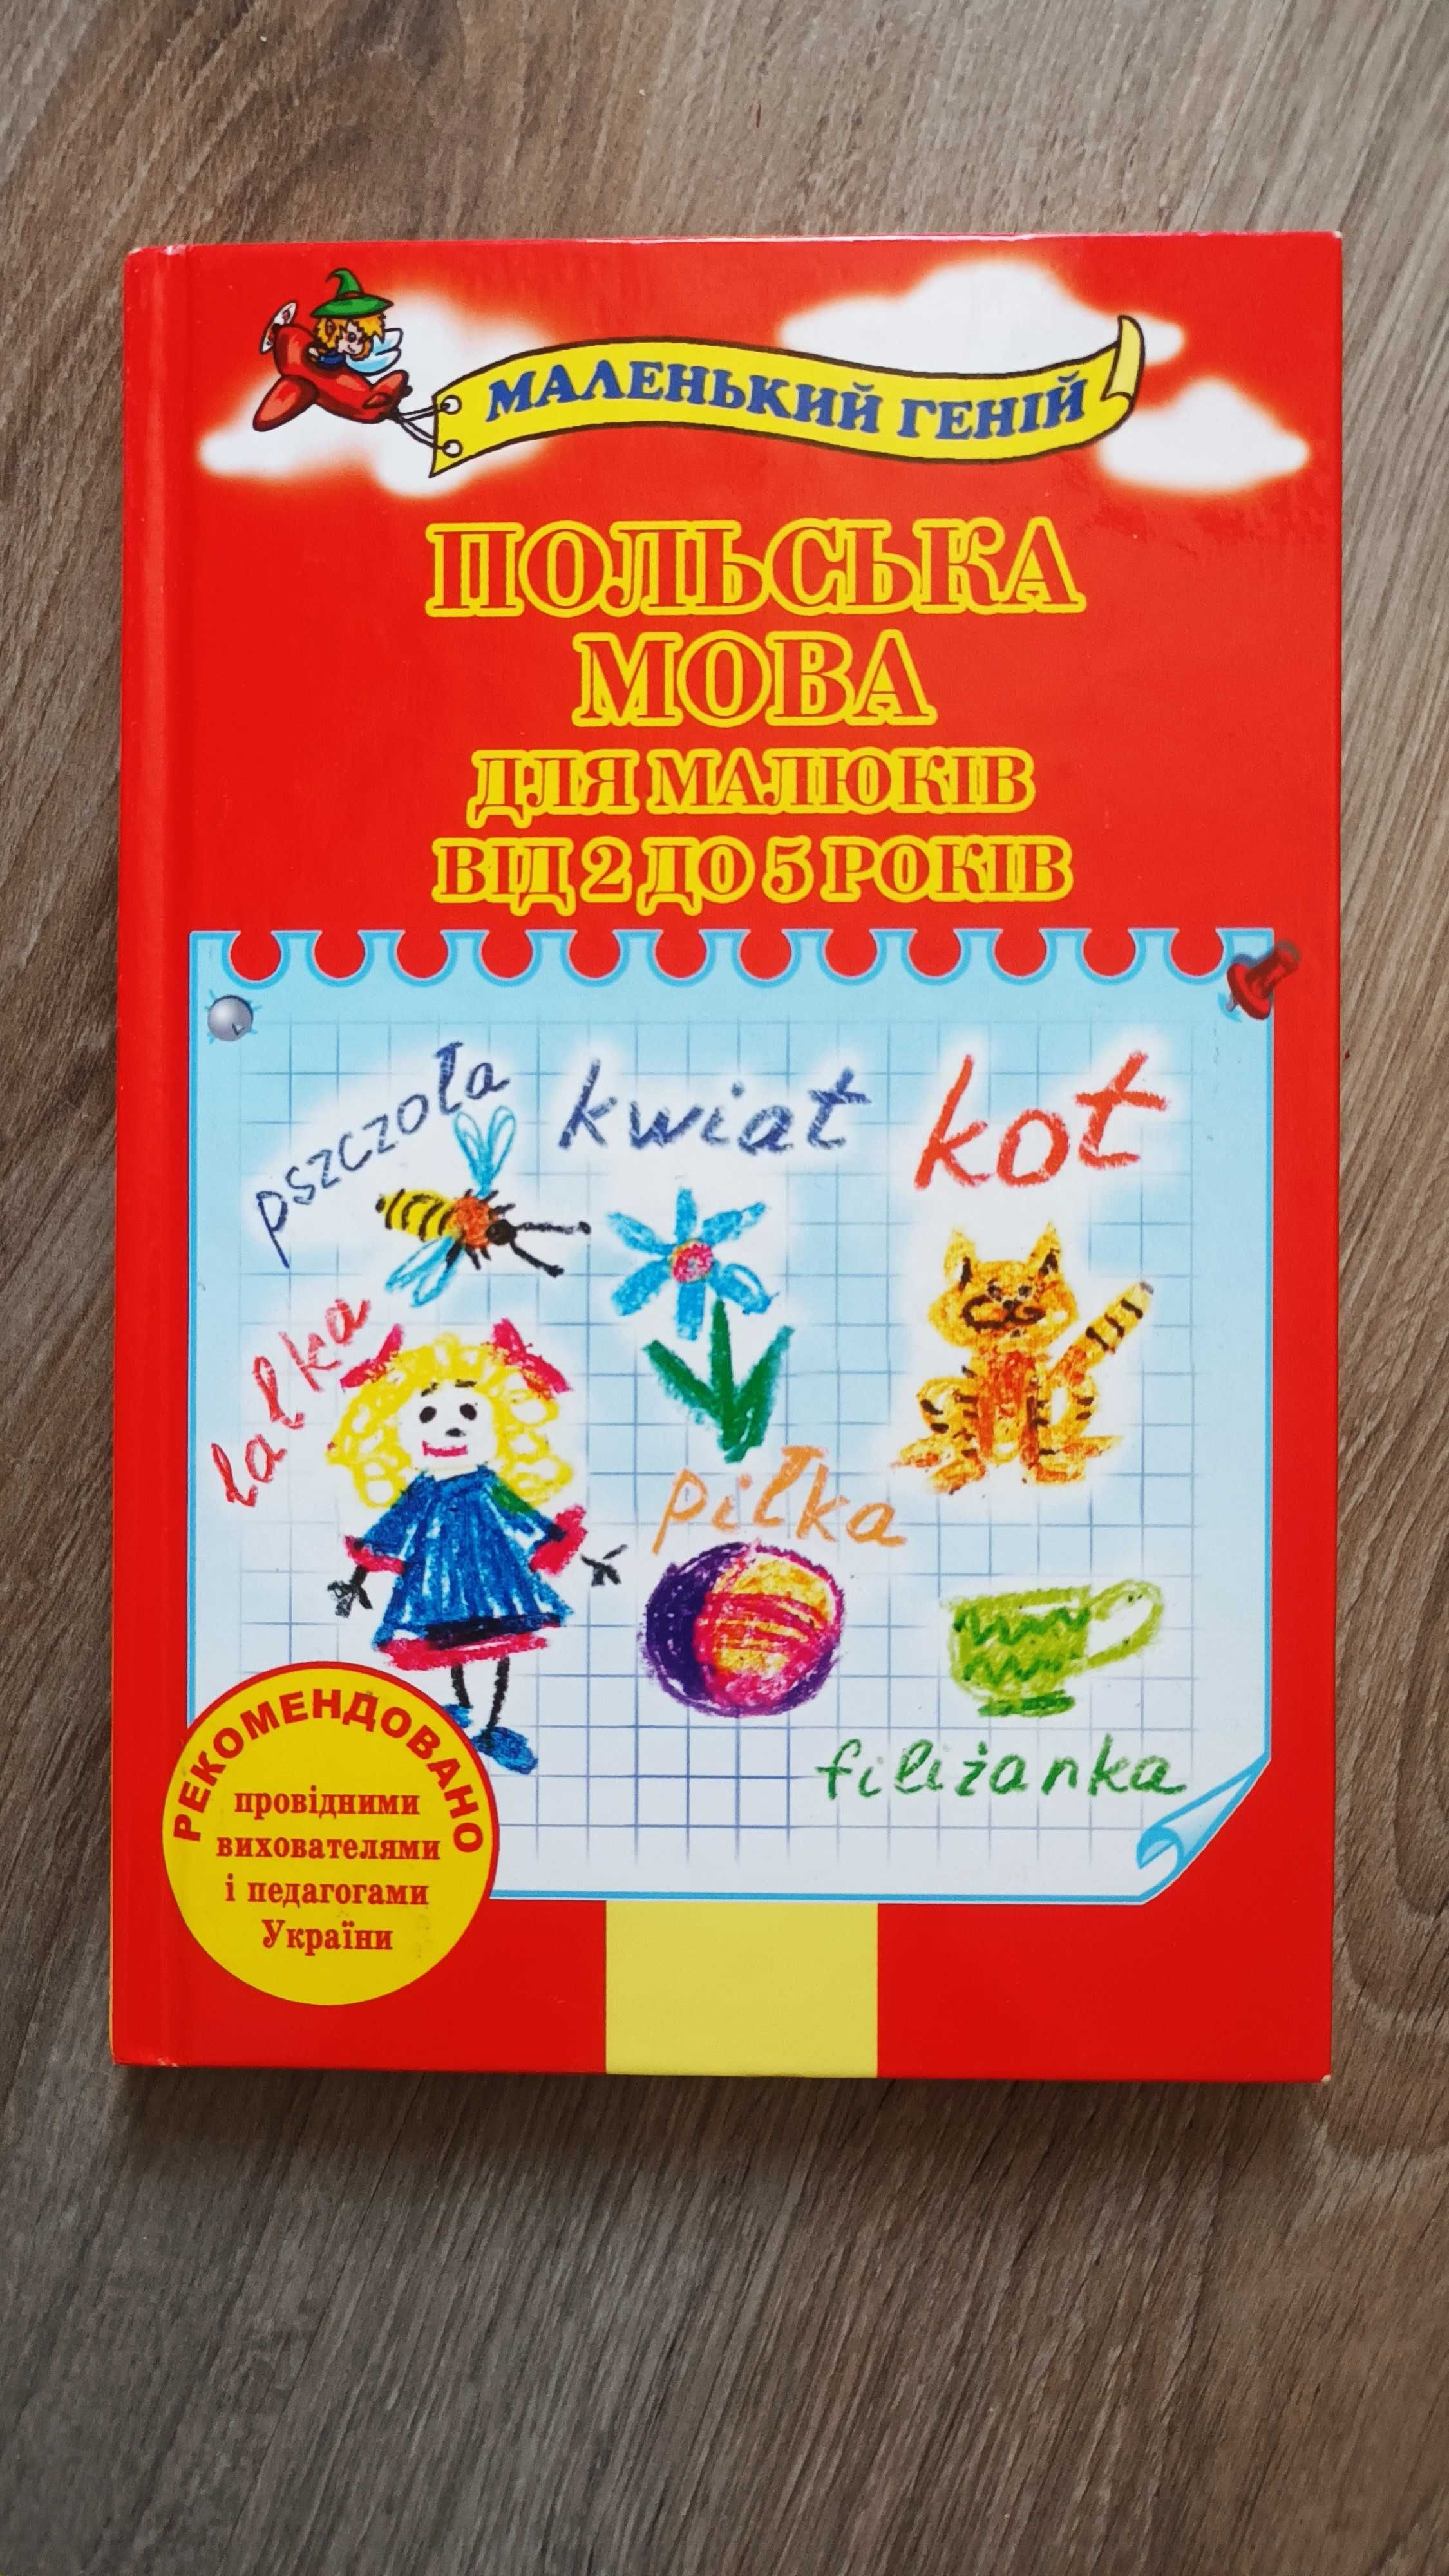 МАЛЕНЬКИЙ ГЕНІЙ
ПОЛЬСЬКА
МОВА
ДЛЯ МАЛЮКІВ
ВІД 2 ДО 5 РОКІВ
pszczoła
kwiat
kot
lalka
piłka
filiżanka
РЕКОМЕНДОВАНО
провідними
вихователями
і педагогами
України